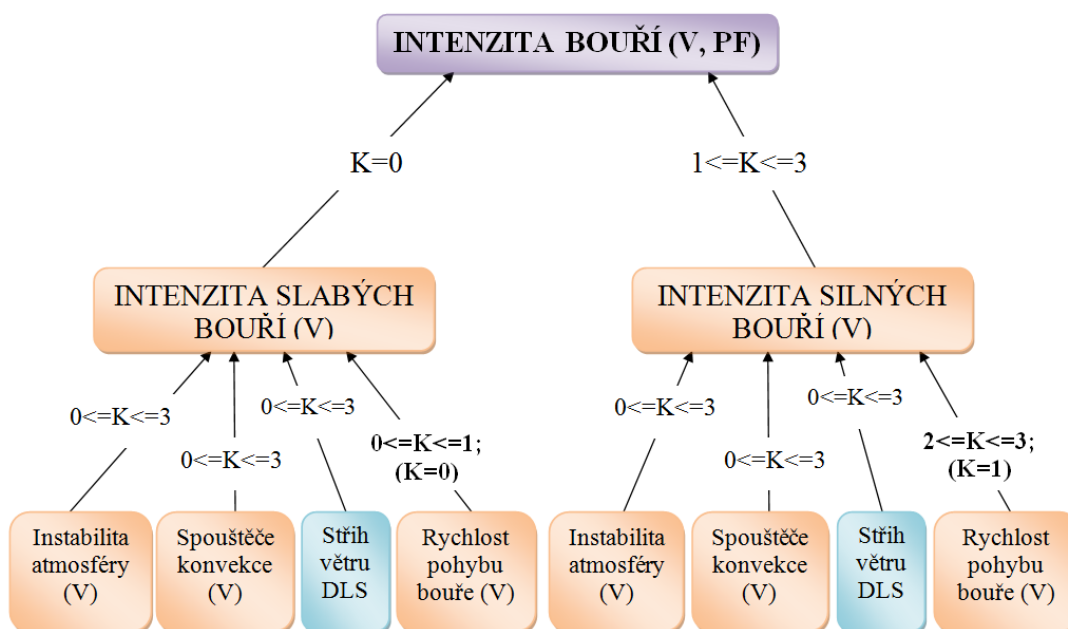 INTENZITA BOUŘÍ (V, PF)
K=0
1<=K<=3
INTENZITA SLABÝCH
BOUŘÍ (V)
INTENZITA SILNÝCH
BOUŘÍ (V)
0<=K<=3
0<=K<=3
0<=K<=3
0<=K<=1;
(K=0)
0<=K<=3
0<=K<=3
0<=K<=3
2<=K<=3;
(K=1)
Instabilita
atmosféry
(V)
Spouštěče
konvekce
(V)
Střih
větru
DLS
Rychlost
pohybu
bouře (V)
Instabilita
atmosféry
(V)
Spouštěče
konvekce
(V)
Střih
větru
DLS
Rychlost
pohybu
bouře (V)